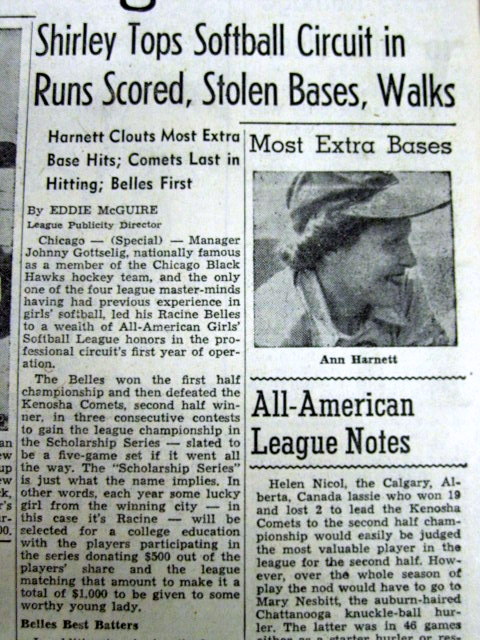 Shirley Tops Softball Circuit in
Runs Scored, Stolen Bases, Walks
Harnett Clouts Most Extra
Base Hits; Comets Last in
Hitting; Belles First
By EDDIE McGUIRE
League Publicity Director
Chicago — (Special) — Manager
Johnny Gottselig, nationally famous
as a member of the Chicago Black
Hawks hockey team, and the only
one of the four league master-minds
having had previous experience in
girls' softball, led his Racine Belles
to a wealth of All-American Girls'
Softball League honors in the pro-
fessional circuit's first year of oper-
ation.
The Belles won the first half
championship and then defeated the
Kenosha Comets, second half win-
ner, in three consecutive contests
to gain the league championship in
the Scholarship Series — slated to
be a five-game set if it went all
the way. The "Scholarship Series"
is just what the name implies. In
other words, each year some lucky
girl from the winning city — in
this case it's Racine — will be
selected for a college education
with the players participating in
the series donating $500 out of the
players' share and the league
matching that amount to make it a
total of $1,000 to be given to some
worthy young lady.
Belles Best Batters
Most Extra Bases
Ann Harnett
All-American
League Notes
Helen Nicol, the Calgary, Al-
berta, Canada lassie who won 19
and lost 2 to lead the Kenosha
Comets to the second half cham-
pionship would easily be judged
the most valuable player in the
league for the second half. How-
ever, over the whole season of
play the nod would have to go to
Mary Nesbitt, the auburn-haired
Chattanooga knuckle-ball hur-
ler. The latter was in 46 games
either as a starter hurler or res-